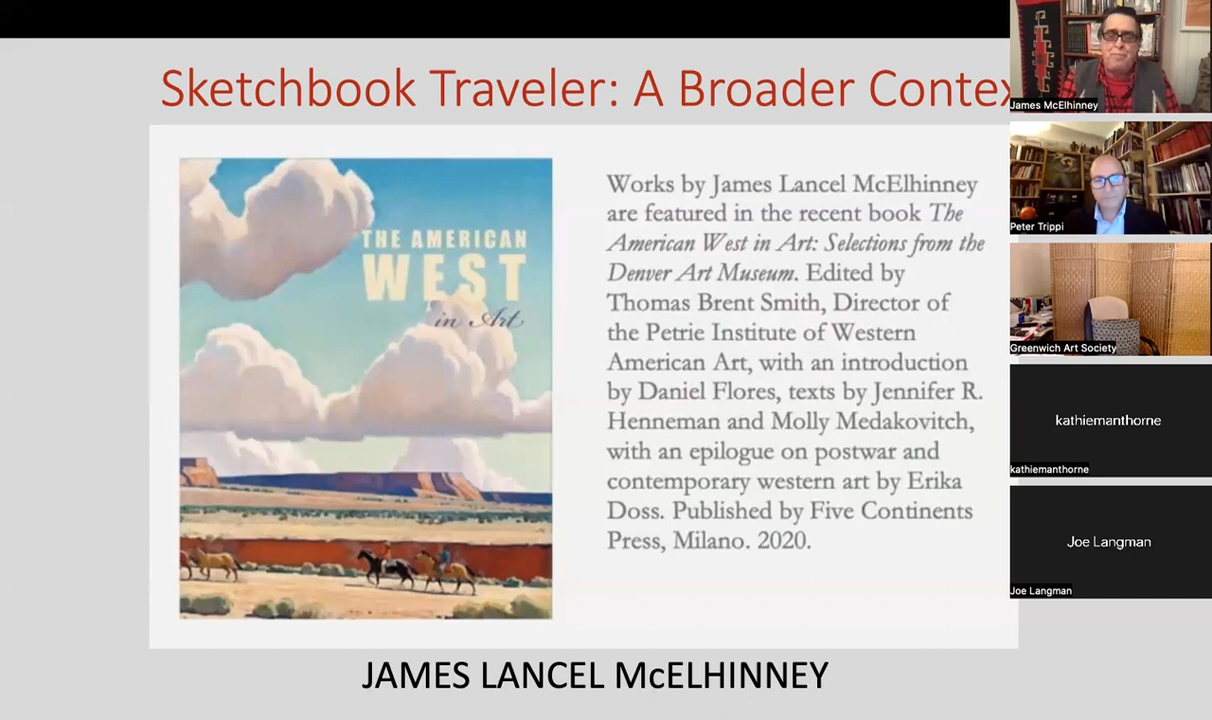 Sketchbook Traveler: A Broader Contex
THE AMERICAN
WEST
in Art
Works by James Lancel McElhinney
are featured in the recent book The
American West in Art: Selections from the
Denver Art Museum. Edited by
Thomas Brent Smith, Director of
the Petrie Institute of Western
American Art, with an introduction
by Daniel Flores, texts by Jennifer R.
Henneman and Molly Medakovitch,
with an epilogue on postwar and
contemporary western art by Erika
Doss. Published by Five Continents
Press, Milano. 2020.
JAMES LANCEL McELHINNEY
James McElhinney
Peter Trippi
Greenwich Art Society
kathiemanthorne
kathiemanthorne
Joe Langman
Joe Langman